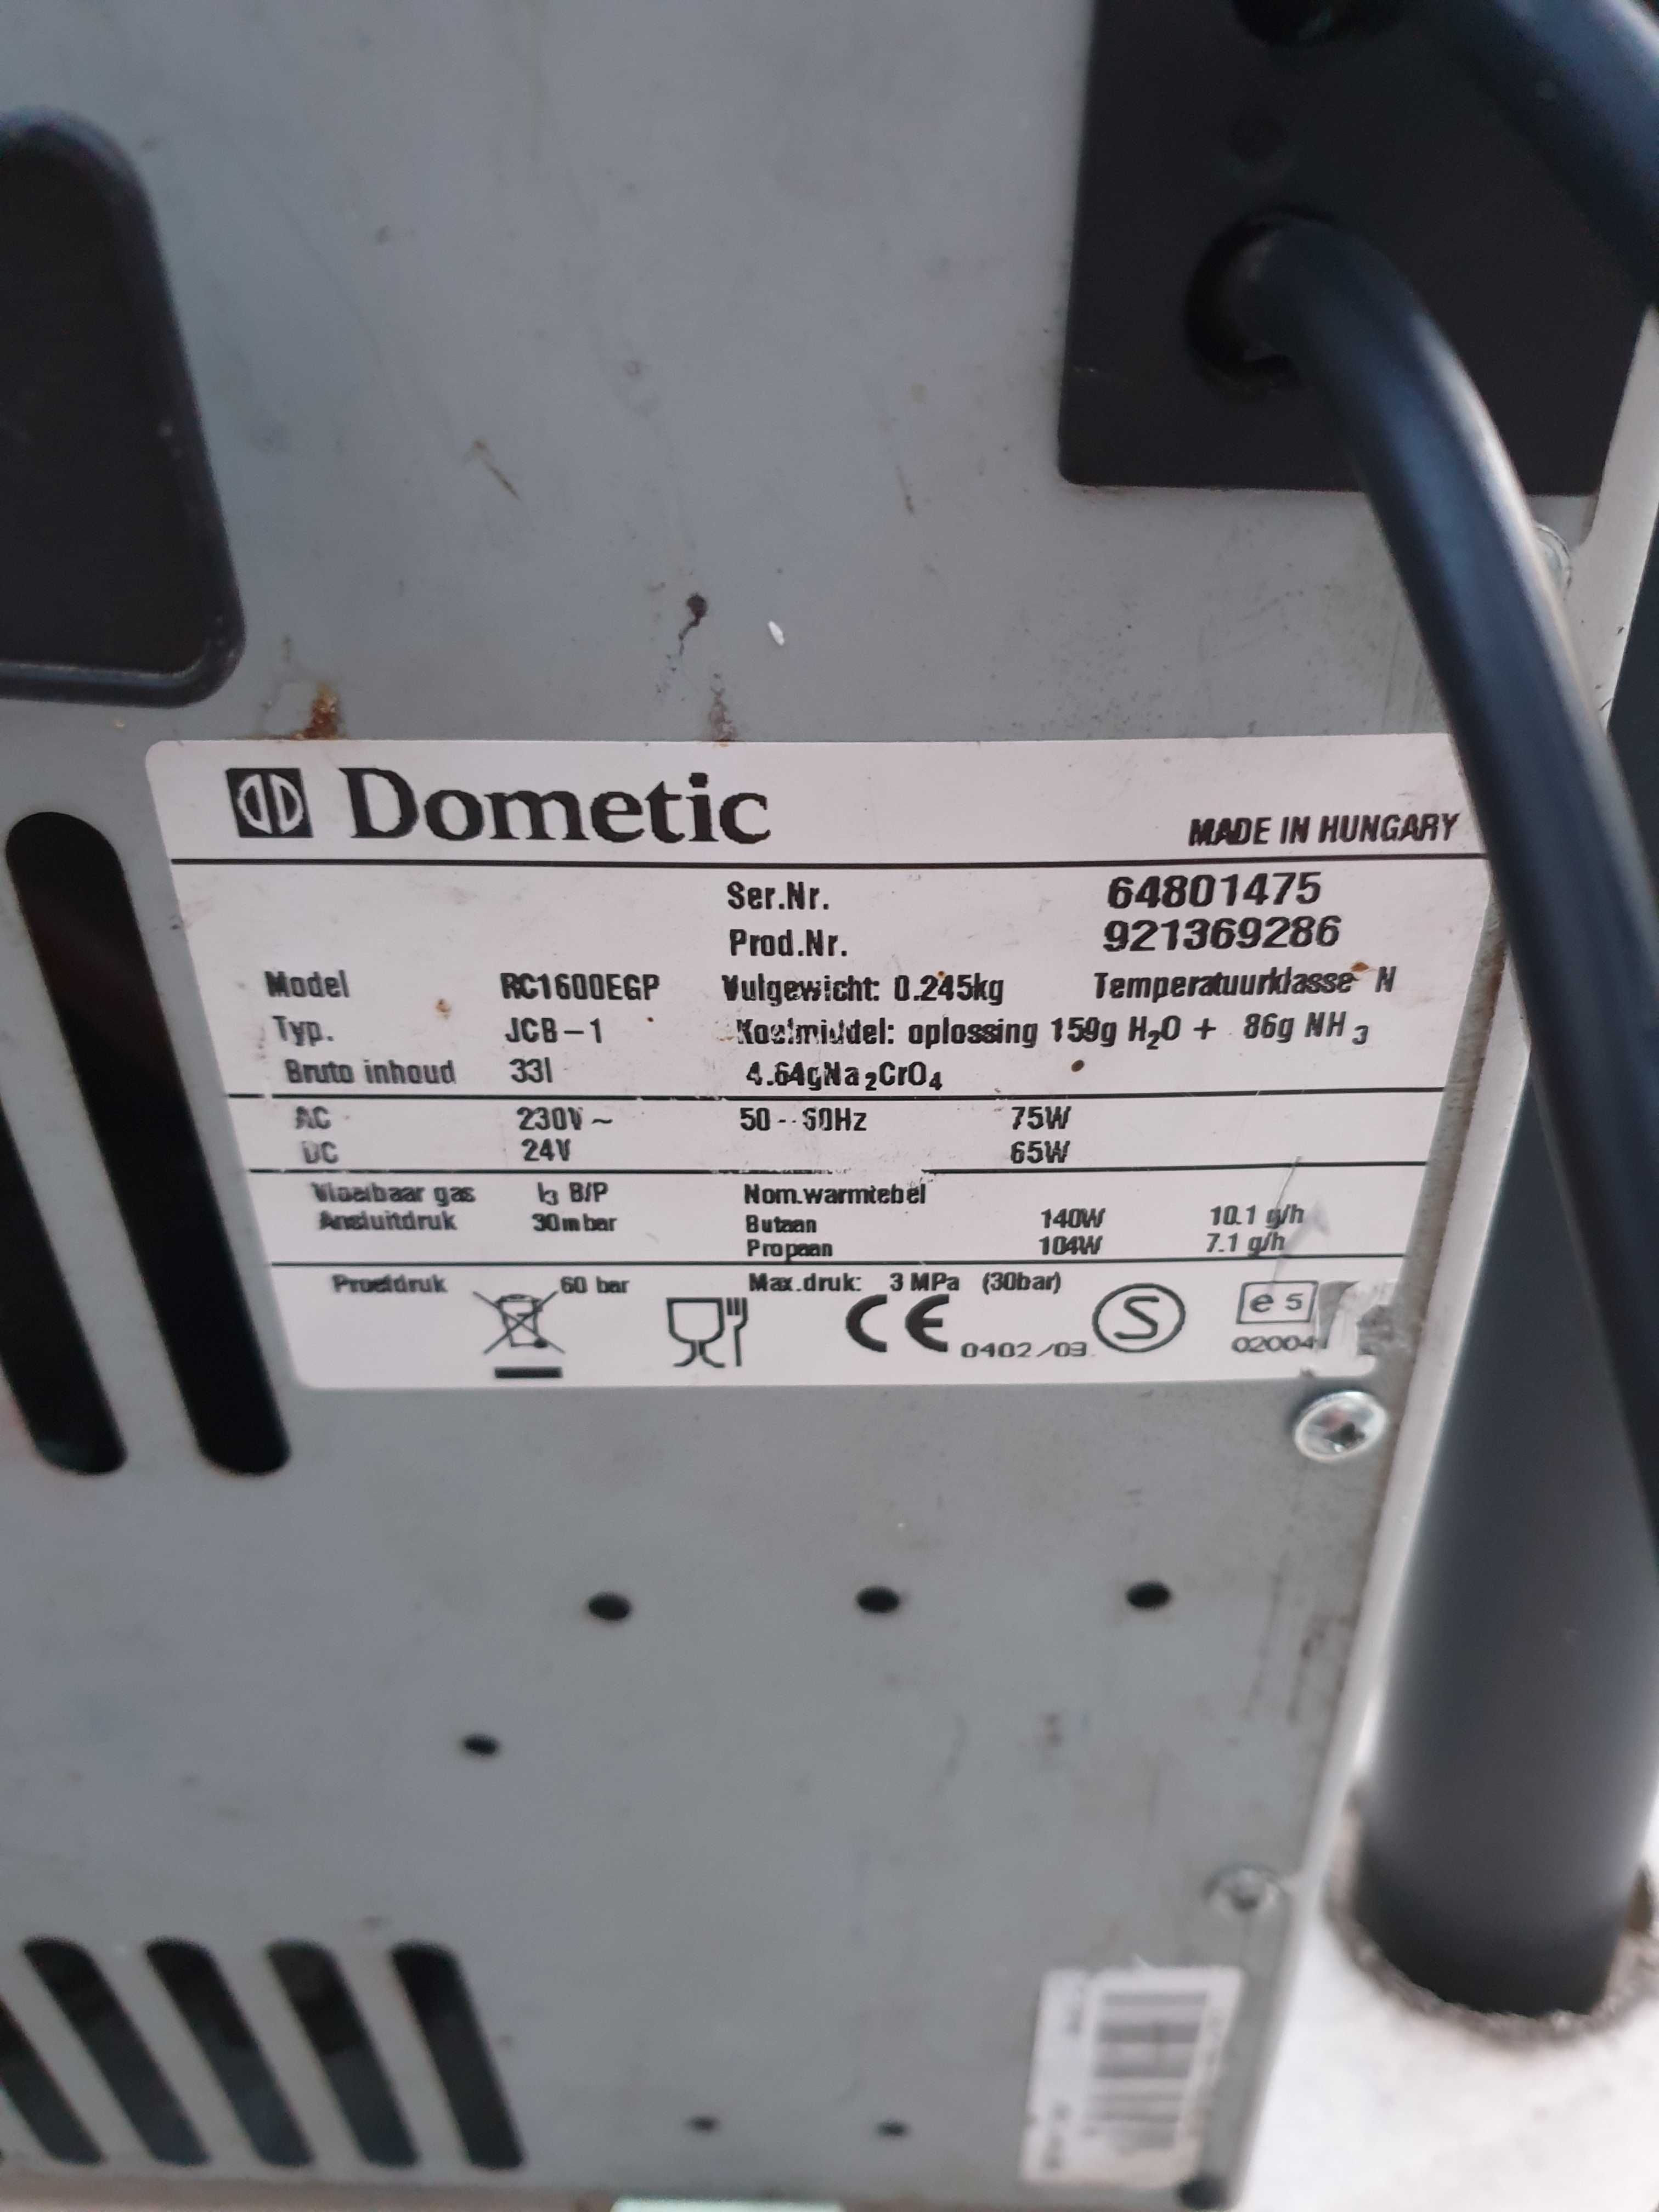 Dometic
MADE IN HUNGARY
Ser.Nr. 64801475
Prod.Nr. 921369286
Model RC1600EGP Vulgewicht: 0.245kg Temperatuurklasse N
Typ. JCB-1 Koelmiddel: oplossing 159g H₂O + 86g NH₃
Bruto inhoud 33l 4.64gNa₂CrO₄
AC 230V~ 50-60Hz 75W
DC 24V 65W
Vloeibaar gas I₃ B/P Nom.warmtebel
Aansluitdruk 30mbar Butaan 140W 10.1 g/h
Propaan 104W 7.1 g/h
Proefdruk 60 bar Max.druk: 3 MPa (30bar)
CE 0402/03 S e5
02004